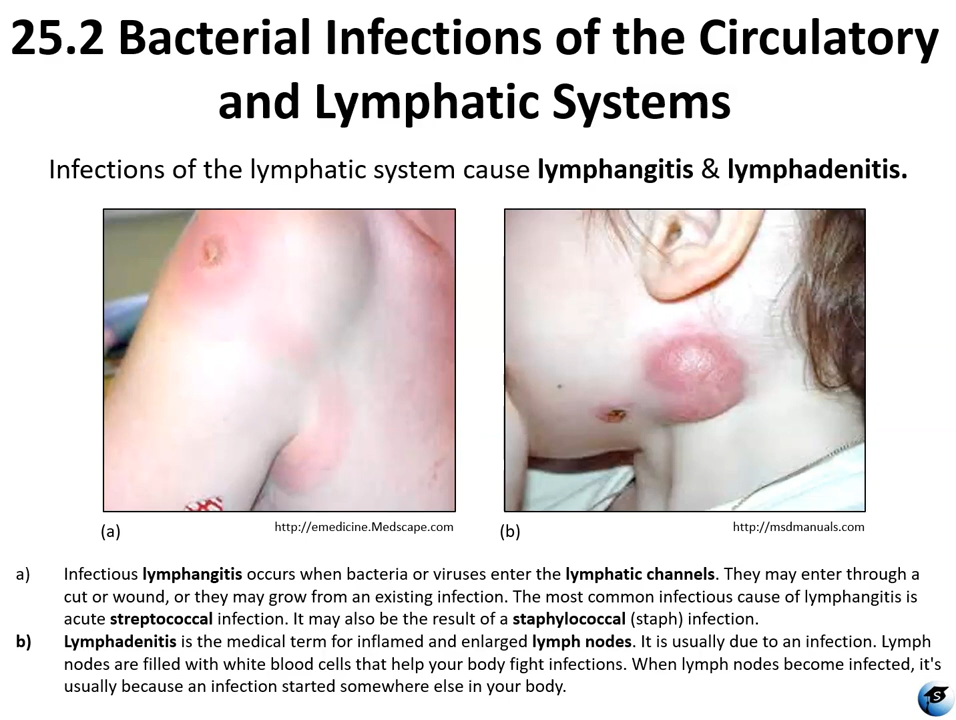 25.2 Bacterial Infections of the Circulatory
and Lymphatic Systems
Infections of the lymphatic system cause lymphangitis & lymphadenitis.
(a)
http://emedicine.Medscape.com
(b)
http://msdmanuals.com
a) Infectious lymphangitis occurs when bacteria or viruses enter the lymphatic channels. They may enter through a
cut or wound, or they may grow from an existing infection. The most common infectious cause of lymphangitis is
acute streptococcal infection. It may also be the result of a staphylococcal (staph) infection.
b) Lymphadenitis is the medical term for inflamed and enlarged lymph nodes. It is usually due to an infection. Lymph
nodes are filled with white blood cells that help your body fight infections. When lymph nodes become infected, it's
usually because an infection started somewhere else in your body.
S